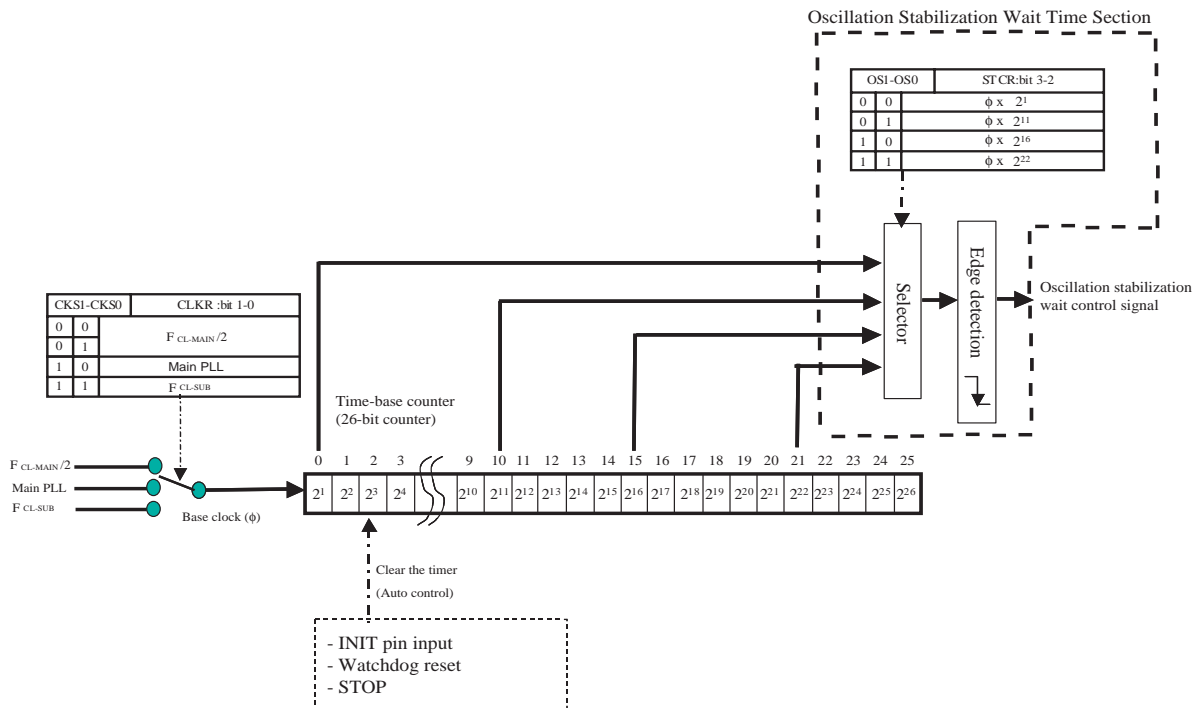 Oscillation Stabilization Wait Time Section
OS1-OS0 STCR:bit 3-2
0 0 ϕ x 2¹
0 1 ϕ x 2¹¹
1 0 ϕ x 2¹⁶
1 1 ϕ x 2²²
Selector
Edge detection
Oscillation stabilization
wait control signal
CKS1-CKS0 CLKR :bit 1-0
0 0
0 1
F CL-MAIN /2
1 0 Main PLL
1 1 F CL-SUB
Time-base counter
(26-bit counter)
0 1 2 3 9 10 11 12 13 14 15 16 17 18 19 20 21 22 23 24 25
2¹ 2² 2³ 2⁴ 2¹⁰ 2¹¹ 2¹² 2¹³ 2¹⁴ 2¹⁵ 2¹⁶ 2¹⁷ 2¹⁸ 2¹⁹ 2²⁰ 2²¹ 2²² 2²³ 2²⁴ 2²⁵ 2²⁶
F CL-MAIN /2
Main PLL
F CL-SUB
Base clock (ϕ)
Clear the timer
(Auto control)
- INIT pin input
- Watchdog reset
- STOP